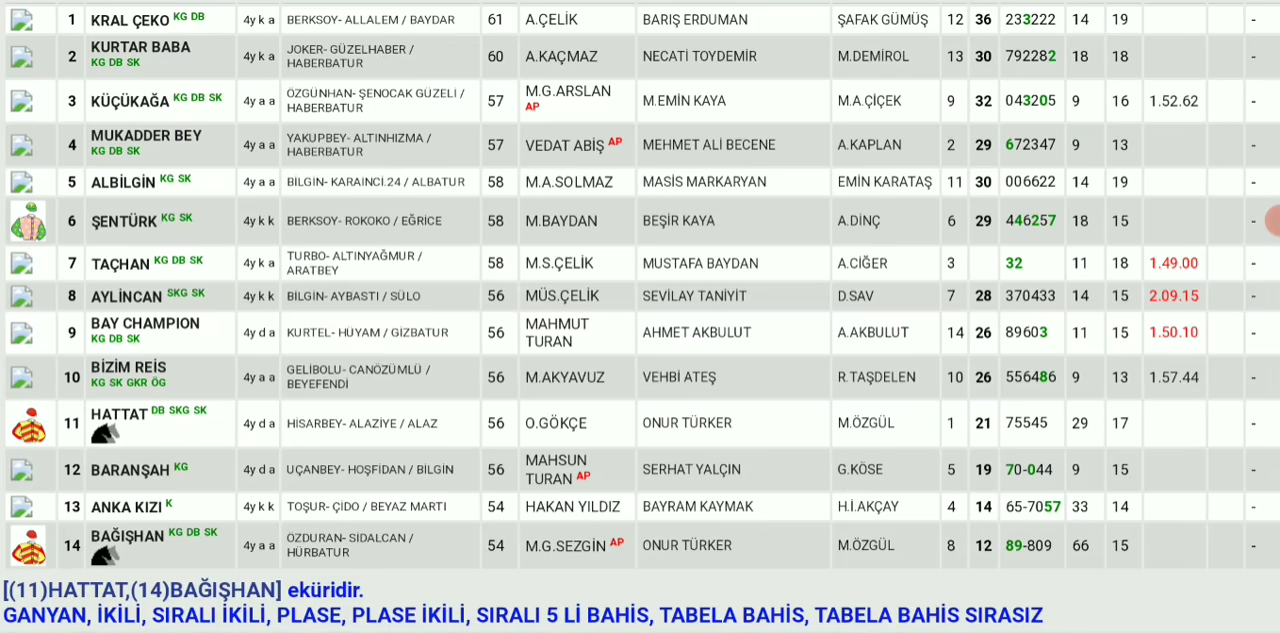 1 KRAL ÇEKO KG DB 4y k a BERKSOY- ALLALEM / BAYDAR 61 A.ÇELİK BARIŞ ERDUMAN ŞAFAK GÜMÜŞ 12 36 233222 14 19 -
2 KURTAR BABA KG DB SK 4y k a JOKER- GÜZELHABER / HABERBATUR 60 A.KAÇMAZ NECATİ TOYDEMİR M.DEMİROL 13 30 792282 18 18 -
3 KÜÇÜKAĞA KG DB SK 4y a a ÖZGÜNHAN- ŞENOCAK GÜZELİ / HABERBATUR 57 M.G.ARSLAN AP M.EMİN KAYA M.A.ÇİÇEK 9 32 043205 9 16 1.52.62 -
4 MUKADDER BEY KG DB SK 4y a a YAKUPBEY- ALTINHIZMA / HABERBATUR 57 VEDAT ABİŞ AP MEHMET ALİ BECENE A.KAPLAN 2 29 672347 9 13 -
5 ALBİLGİN KG SK 4y a a BİLGİN- KARAİNCİ.24 / ALBATUR 58 M.A.SOLMAZ MASİS MARKARYAN EMİN KARATAŞ 11 30 006622 14 19 -
6 ŞENTÜRK KG SK 4y k k BERKSOY- ROKOKO / EĞRİCE 58 M.BAYDAN BEŞİR KAYA A.DİNÇ 6 29 446257 18 15 -
7 TAÇHAN KG DB SK 4y k a TURBO- ALTINYAĞMUR / ARATBEY 58 M.S.ÇELİK MUSTAFA BAYDAN A.CİĞER 3 32 11 18 1.49.00 -
8 AYLİNCAN SKG SK 4y k k BİLGİN- AYBASTI / SÜLO 56 MÜS.ÇELİK SEVİLAY TANİYİT D.SAV 7 28 370433 14 15 2.09.15 -
9 BAY CHAMPION KG DB SK 4y d a KURTEL- HÜYAM / GİZBATUR 56 MAHMUT TURAN AHMET AKBULUT A.AKBULUT 14 26 89603 11 15 1.50.10 -
10 BİZİM REİS KG SK GKR ÖG 4y a a GELİBOLU- CANÖZÜMLÜ / BEYEFENDİ 56 M.AKYAVUZ VEHBİ ATEŞ R.TAŞDELEN 10 26 556486 9 13 1.57.44 -
11 HATTAT DB SKG SK 4y d a HİSARBEY- ALAZİYE / ALAZ 56 O.GÖKÇE ONUR TÜRKER M.ÖZGÜL 1 21 75545 29 17 -
12 BARANŞAH KG 4y d a UÇANBEY- HOŞFİDAN / BİLGİN 56 MAHSUN TURAN AP SERHAT YALÇIN G.KÖSE 5 19 70-044 9 15 -
13 ANKA KIZI K 4y k k TOŞUR- ÇİDO / BEYAZ MARTI 54 HAKAN YILDIZ BAYRAM KAYMAK H.İ.AKÇAY 4 14 65-7057 33 14 -
14 BAĞIŞHAN KG DB SK 4y a a ÖZDURAN- SIDALCAN / HÜRBATUR 54 M.G.SEZGİN AP ONUR TÜRKER M.ÖZGÜL 8 12 89-809 66 15 -
[(11)HATTAT,(14)BAĞIŞHAN] eküridir.
GANYAN, İKİLİ, SIRALI İKİLİ, PLASE, PLASE İKİLİ, SIRALI 5 Lİ BAHİS, TABELA BAHİS, TABELA BAHİS SIRASIZ